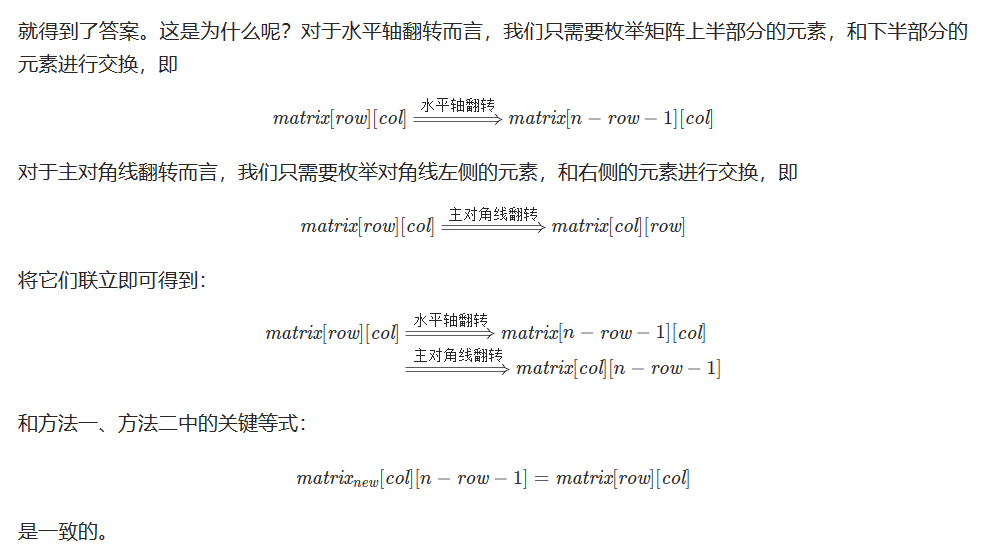 就得到了答案。这是为什么呢？对于水平轴翻转而言，我们只需要枚举矩阵上半部分的元素，和下半部分的
元素进行交换，即
matrix[row][col] 水平轴翻转⟹ matrix[n − row − 1][col]
对于主对角线翻转而言，我们只需要枚举对角线左侧的元素，和右侧的元素进行交换，即
matrix[row][col] 主对角线翻转⟹ matrix[col][row]
将它们联立即可得到：
matrix[row][col] 水平轴翻转⟹ matrix[n − row − 1][col]
主对角线翻转⟹ matrix[col][n − row − 1]
和方法一、方法二中的关键等式：
matrix_new[col][n − row − 1] = matrix[row][col]
是一致的。